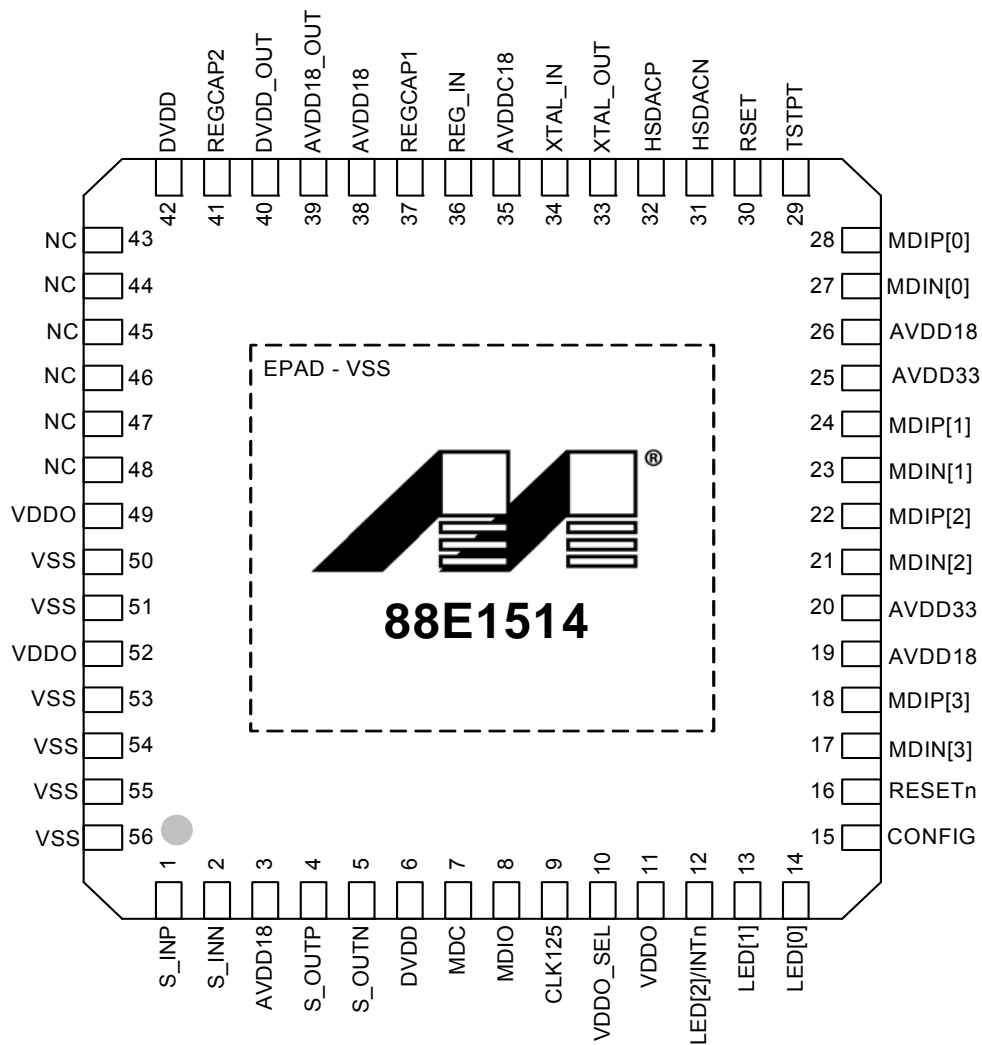 DVDD
REGCAP2
DVDD_OUT
AVDD18_OUT
AVDD18
REGCAP1
REG_IN
AVDDC18
XTAL_IN
XTAL_OUT
HSDACP
HSDACN
RSET
TSTPT
42
41
40
39
38
37
36
35
34
33
32
31
30
29
NC 43
NC 44
NC 45
NC 46
NC 47
NC 48
VDDO 49
VSS 50
VSS 51
VDDO 52
VSS 53
VSS 54
VSS 55
VSS 56
EPAD - VSS
®
88E1514
28 MDIP[0]
27 MDIN[0]
26 AVDD18
25 AVDD33
24 MDIP[1]
23 MDIN[1]
22 MDIP[2]
21 MDIN[2]
20 AVDD33
19 AVDD18
18 MDIP[3]
17 MDIN[3]
16 RESETn
15 CONFIG
1
2
3
4
5
6
7
8
9
10
11
12
13
14
S_INP
S_INN
AVDD18
S_OUTP
S_OUTN
DVDD
MDC
MDIO
CLK125
VDDO_SEL
VDDO
LED[2]/INTn
LED[1]
LED[0]